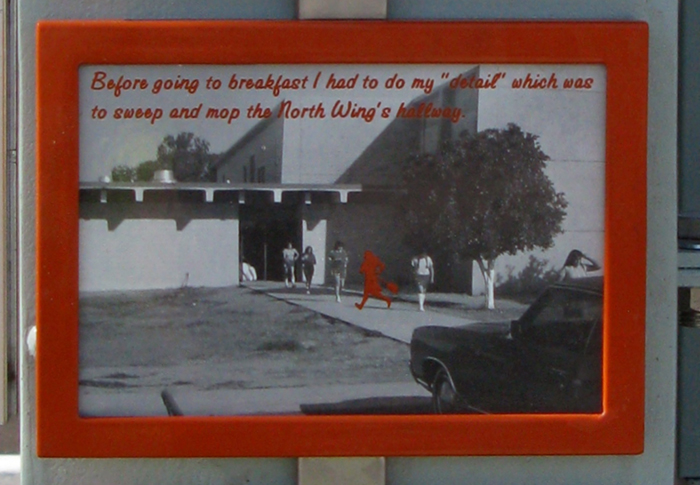 Before going to breakfast I had to do my "detail" which was
to sweep and mop the North Wing's hallway.